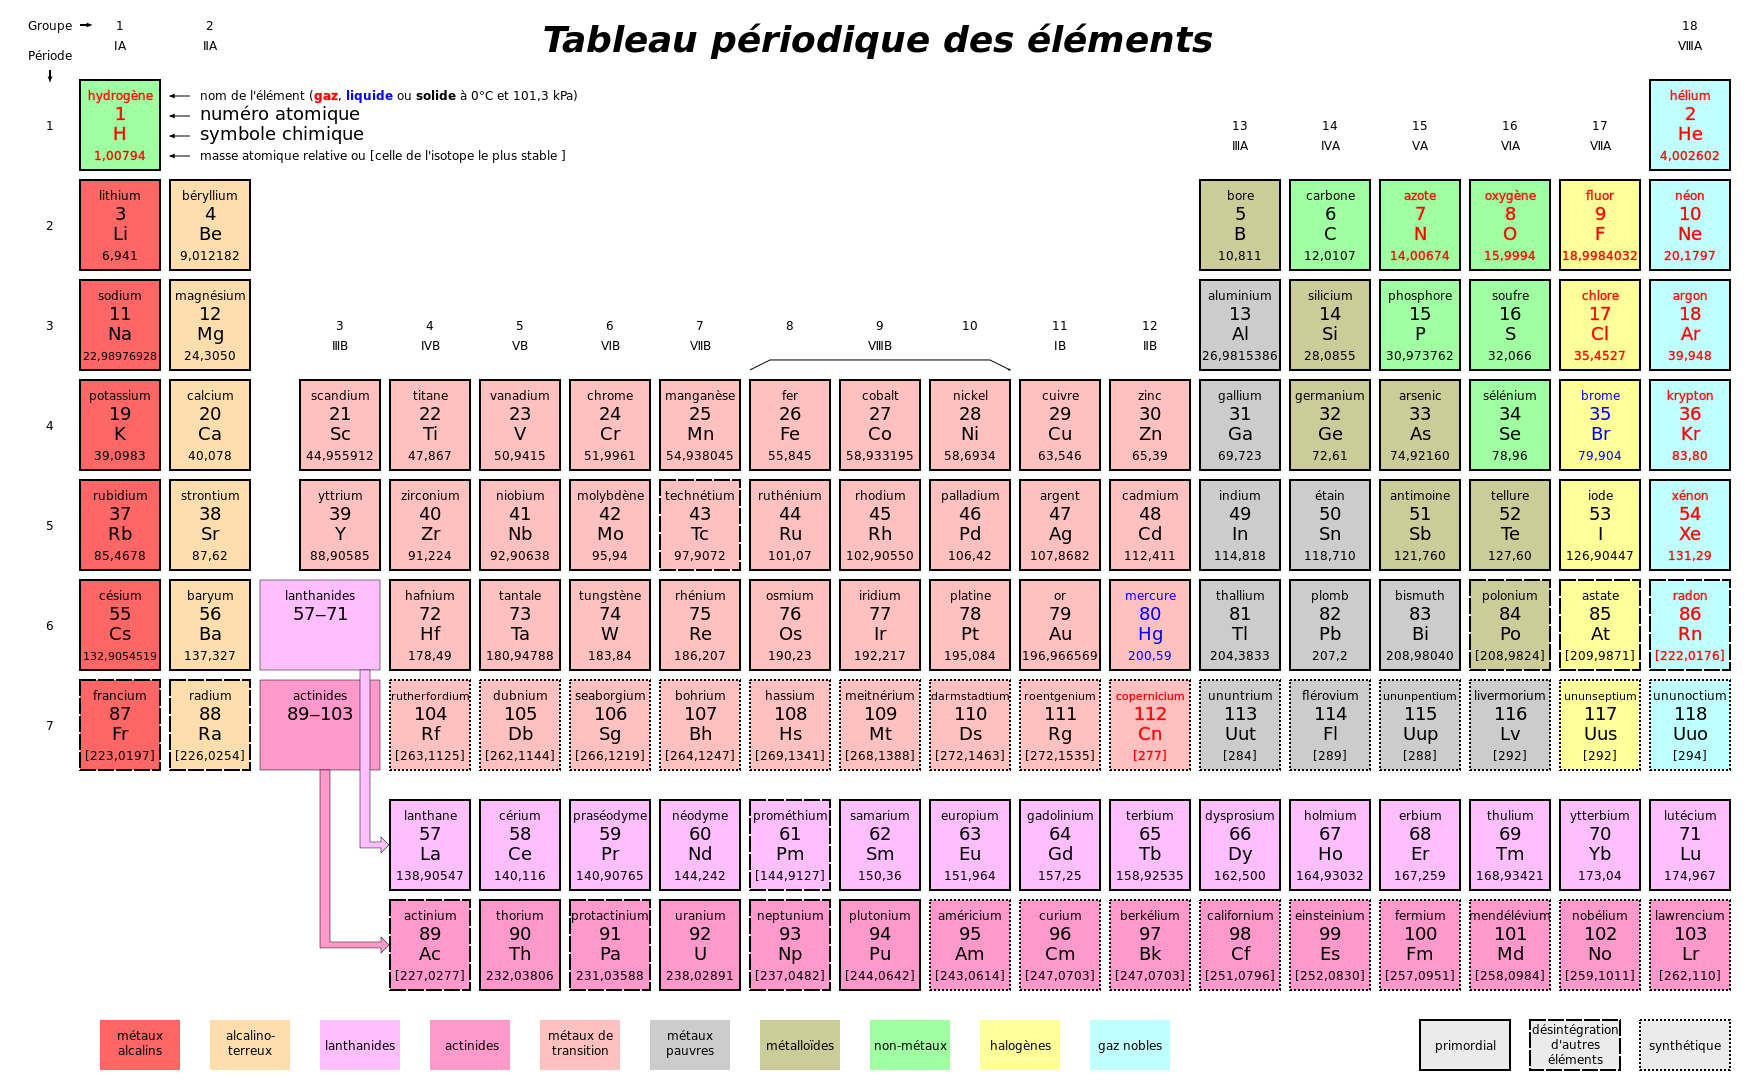 Tableau périodique des éléments
Groupe 1 2 18
IA IIA VIIIA
Période
hydrogène nom de l'élément (gaz, liquide ou solide à 0°C et 101,3 kPa) hélium
1 1 numéro atomique 13 14 15 16 17 2
H symbole chimique IIIA IVA VA VIA VIIA He
1,00794 masse atomique relative ou [celle de l'isotope le plus stable ] 4,002602
lithium béryllium bore carbone azote oxygène fluor néon
2 3 4 5 6 7 8 9 10
Li Be B C N O F Ne
6,941 9,012182 10,811 12,0107 14,00674 15,9994 18,9984032 20,1797
sodium magnésium aluminium silicium phosphore soufre chlore argon
11 12 13 14 15 16 17 18
3 3 4 5 6 7 8 9 10 11 12
Na Mg Al Si P S Cl Ar
IIIB IVB VB VIB VIIB VIIIB IB IIB
22,98976928 24,3050 26,9815386 28,0855 30,973762 32,066 35,4527 39,948
potassium calcium scandium titane vanadium chrome manganèse fer cobalt nickel cuivre zinc gallium germanium arsenic sélénium brome krypton
4 19 20 21 22 23 24 25 26 27 28 29 30 31 32 33 34 35 36
K Ca Sc Ti V Cr Mn Fe Co Ni Cu Zn Ga Ge As Se Br Kr
39,0983 40,078 44,955912 47,867 50,9415 51,9961 54,938045 55,845 58,933195 58,6934 63,546 65,39 69,723 72,61 74,92160 78,96 79,904 83,80
rubidium strontium yttrium zirconium niobium molybdène technétium ruthénium rhodium palladium argent cadmium indium étain antimoine tellure iode xénon
5 37 38 39 40 41 42 43 44 45 46 47 48 49 50 51 52 53 54
Rb Sr Y Zr Nb Mo Tc Ru Rh Pd Ag Cd In Sn Sb Te I Xe
85,4678 87,62 88,90585 91,224 92,90638 95,94 97,9072 101,07 102,90550 106,42 107,8682 112,411 114,818 118,710 121,760 127,60 126,90447 131,29
césium baryum lanthanides hafnium tantale tungstène rhénium osmium iridium platine or mercure thallium plomb bismuth polonium astate radon
6 55 56 57–71 72 73 74 75 76 77 78 79 80 81 82 83 84 85 86
Cs Ba Hf Ta W Re Os Ir Pt Au Hg Tl Pb Bi Po At Rn
132,9054519 137,327 178,49 180,94788 183,84 186,207 190,23 192,217 195,084 196,966569 200,59 204,3833 207,2 208,98040 [208,9824] [209,9871] [222,0176]
francium radium actinides rutherfordium dubnium seaborgium bohrium hassium meitnérium darmstadtium roentgenium copernicium ununtrium flérovium ununpentium livermorium ununseptium ununoctium
7 87 88 89–103 104 105 106 107 108 109 110 111 112 113 114 115 116 117 118
Fr Ra Rf Db Sg Bh Hs Mt Ds Rg Cn Uut Fl Uup Lv Uus Uuo
[223,0197] [226,0254] [263,1125] [262,1144] [266,1219] [264,1247] [269,1341] [268,1388] [272,1463] [272,1535] [277] [284] [289] [288] [292] [292] [294]
lanthane cérium praséodyme néodyme prométhium samarium europium gadolinium terbium dysprosium holmium erbium thulium ytterbium lutécium
57 58 59 60 61 62 63 64 65 66 67 68 69 70 71
La Ce Pr Nd Pm Sm Eu Gd Tb Dy Ho Er Tm Yb Lu
138,90547 140,116 140,90765 144,242 [144,9127] 150,36 151,964 157,25 158,92535 162,500 164,93032 167,259 168,93421 173,04 174,967
actinium thorium protactinium uranium neptunium plutonium américium curium berkélium californium einsteinium fermium mendélévium nobélium lawrencium
89 90 91 92 93 94 95 96 97 98 99 100 101 102 103
Ac Th Pa U Np Pu Am Cm Bk Cf Es Fm Md No Lr
[227,0277] 232,03806 231,03588 238,02891 [237,0482] [244,0642] [243,0614] [247,0703] [247,0703] [251,0796] [252,0830] [257,0951] [258,0984] [259,1011] [262,110]
métaux
alcalins
alcalino-
terreux
lanthanides
actinides
métaux de
transition
métaux
pauvres
métalloïdes
non-métaux
halogènes
gaz nobles
primordial
désintégration
d'autres
éléments
synthétique